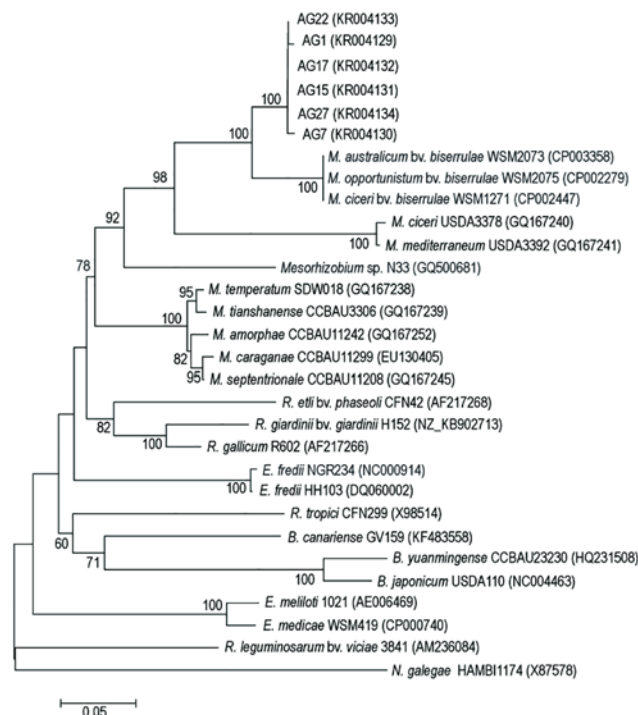 AG22 (KR004133)
AG1 (KR004129)
AG17 (KR004132)
AG15 (KR004131)
100
AG27 (KR004134)
AG7 (KR004130)
100
M. australicum bv. biserrulae WSM2073 (CP003358)
M. opportunistum bv. biserrulae WSM2075 (CP002279)
100
M. ciceri bv. biserrulae WSM1271 (CP002447)
98
M. ciceri USDA3378 (GQ167240)
92
100
M. mediterraneum USDA3392 (GQ167241)
78
Mesorhizobium sp. N33 (GQ500681)
95
M. temperatum SDW018 (GQ167238)
M. tianshanense CCBAU3306 (GQ167239)
100
M. amorphae CCBAU11242 (GQ167252)
82
M. caraganae CCBAU11299 (EU130405)
95
M. septentrionale CCBAU11208 (GQ167245)
R. etli bv. phaseoli CFN42 (AF217268)
82
R. giardinii bv. giardinii H152 (NZ_KB902713)
100
R. gallicum R602 (AF217266)
E. fredii NGR234 (NC000914)
100
E. fredii HH103 (DQ060002)
R. tropici CFN299 (X98514)
60
B. canariense GV159 (KF483558)
71
B. yuanmingense CCBAU23230 (HQ231508)
100
B. japonicum USDA110 (NC004463)
100
E. meliloti 1021 (AE006469)
E. medicae WSM419 (CP000740)
R. leguminosarum bv. viciae 3841 (AM236084)
N. galegae HAMBI1174 (X87578)
0.05